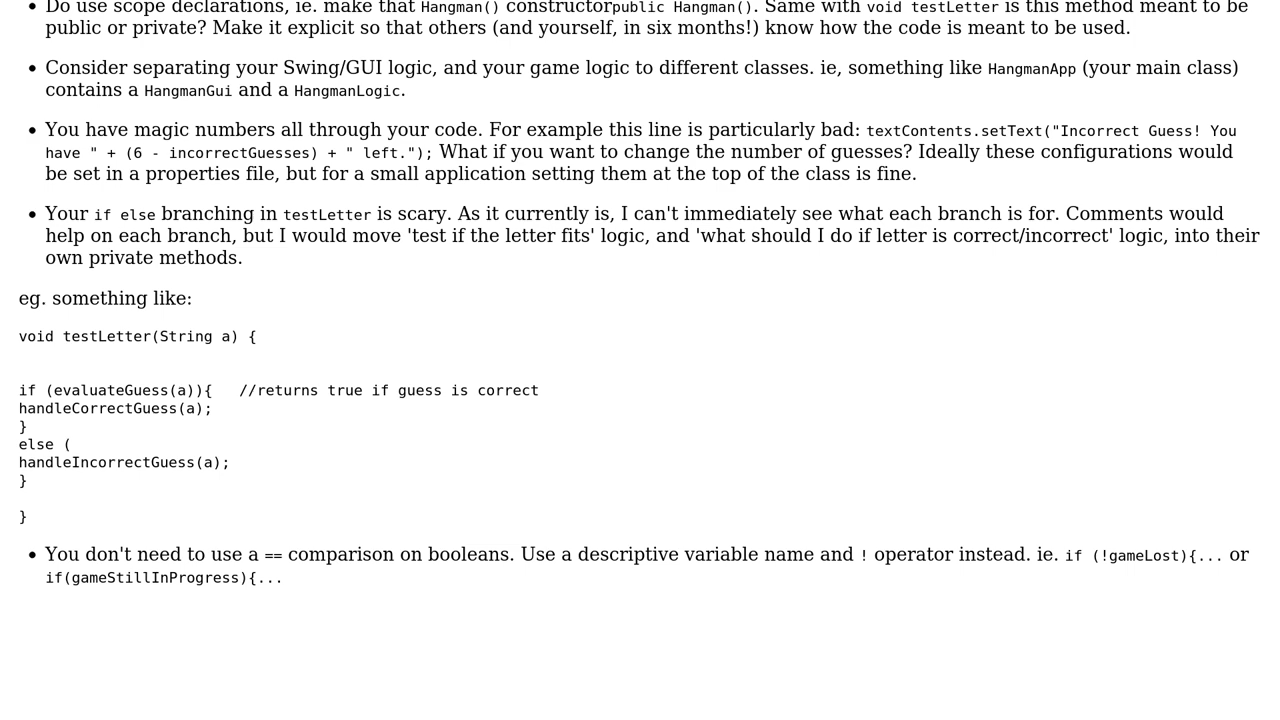 • Do use scope declarations, ie. make that Hangman() constructorpublic Hangman(). Same with void testLetter is this method meant to be
public or private? Make it explicit so that others (and yourself, in six months!) know how the code is meant to be used.
• Consider separating your Swing/GUI logic, and your game logic to different classes. ie, something like HangmanApp (your main class)
contains a HangmanGui and a HangmanLogic.
• You have magic numbers all through your code. For example this line is particularly bad: textContents.setText("Incorrect Guess! You
have " + (6 - incorrectGuesses) + " left."); What if you want to change the number of guesses? Ideally these configurations would
be set in a properties file, but for a small application setting them at the top of the class is fine.
• Your if else branching in testLetter is scary. As it currently is, I can't immediately see what each branch is for. Comments would
help on each branch, but I would move 'test if the letter fits' logic, and 'what should I do if letter is correct/incorrect' logic, into their
own private methods.
eg. something like:
void testLetter(String a) {
if (evaluateGuess(a)){   //returns true if guess is correct
handleCorrectGuess(a);
}
else (
handleIncorrectGuess(a);
}
}
• You don't need to use a == comparison on booleans. Use a descriptive variable name and ! operator instead. ie. if (!gameLost){... or
if(gameStillInProgress){...